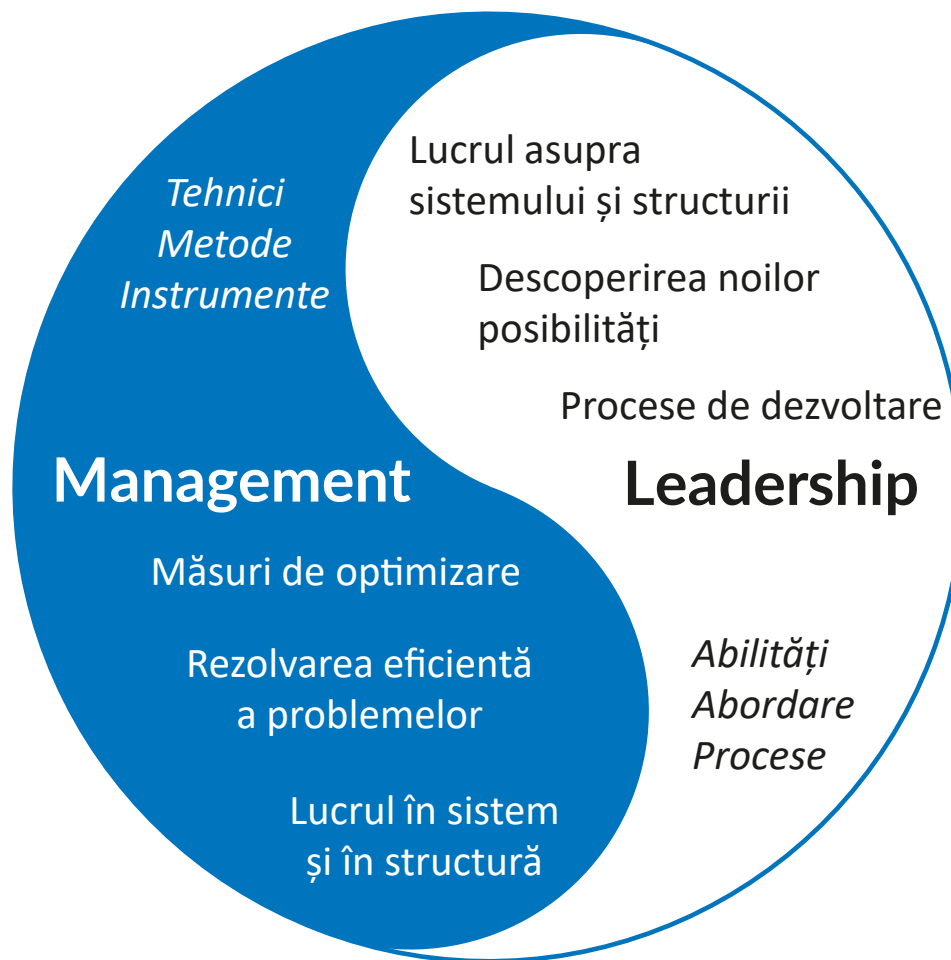 Tehnici
Metode
Instrumente
Management
Măsuri de optimizare
Rezolvarea eficientă
a problemelor
Lucrul în sistem
și în structură
Lucrul asupra
sistemului și structurii
Descoperirea noilor
posibilități
Procese de dezvoltare
Leadership
Abilități
Abordare
Procese